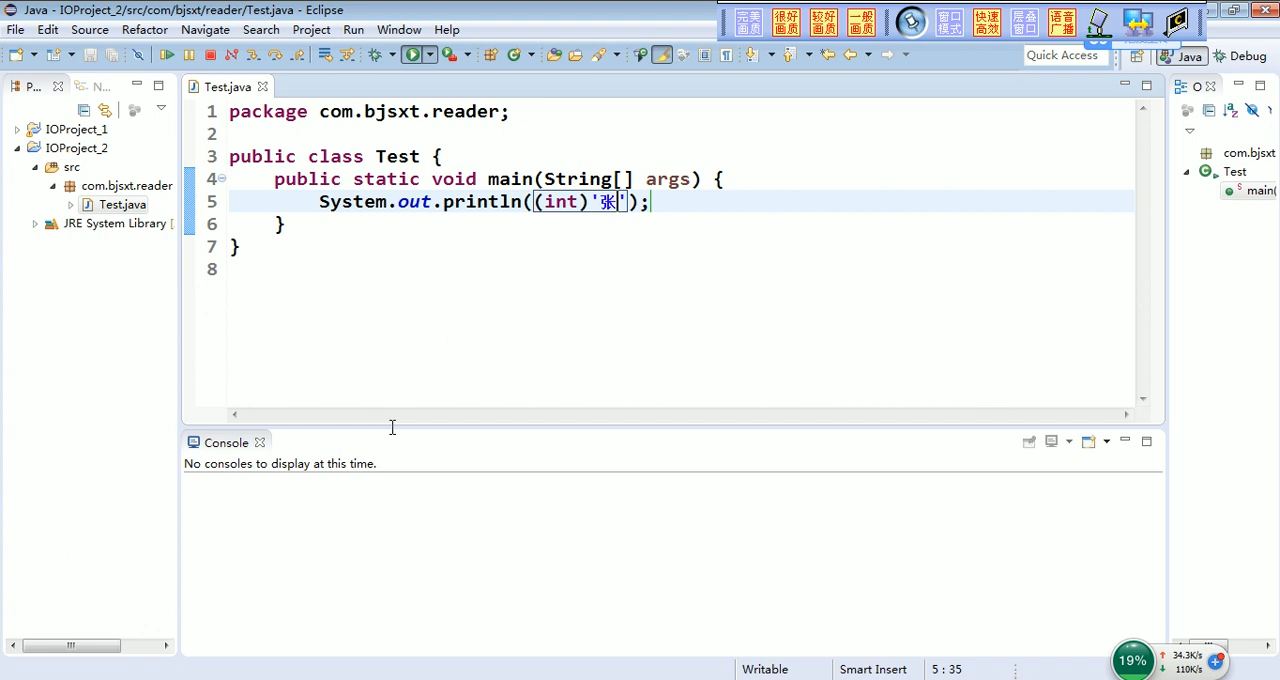 Java - IOProject_2/src/com/bjsxt/reader/Test.java - Eclipse
完美画质 很好画质 较好画质 一般画质 窗口模式 快速高效 层叠窗口 语音广播
File Edit Source Refactor Navigate Search Project Run Window Help
Quick Access Java Debug
P... N...
Test.java
O
IOProject_1
IOProject_2
src
com.bjsxt.reader
Test.java
JRE System Library [
1 package com.bjsxt.reader;
2
3 public class Test {
4 public static void main(String[] args) {
5 System.out.println((int)'张');
6 }
7 }
8
com.bjsxt
Test
main(
Console
No consoles to display at this time.
Writable Smart Insert 5 : 35
19% 34.3K/s
110K/s